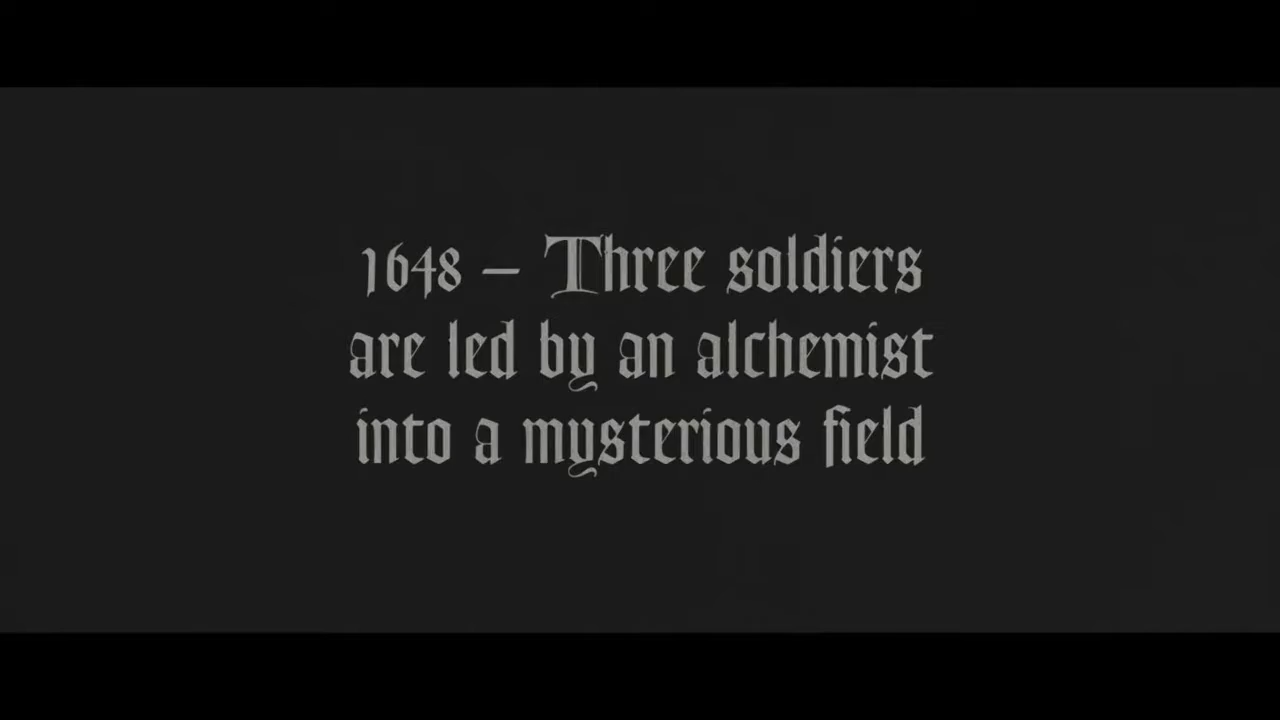 1648 – Three soldiers
are led by an alchemist
into a mysterious field